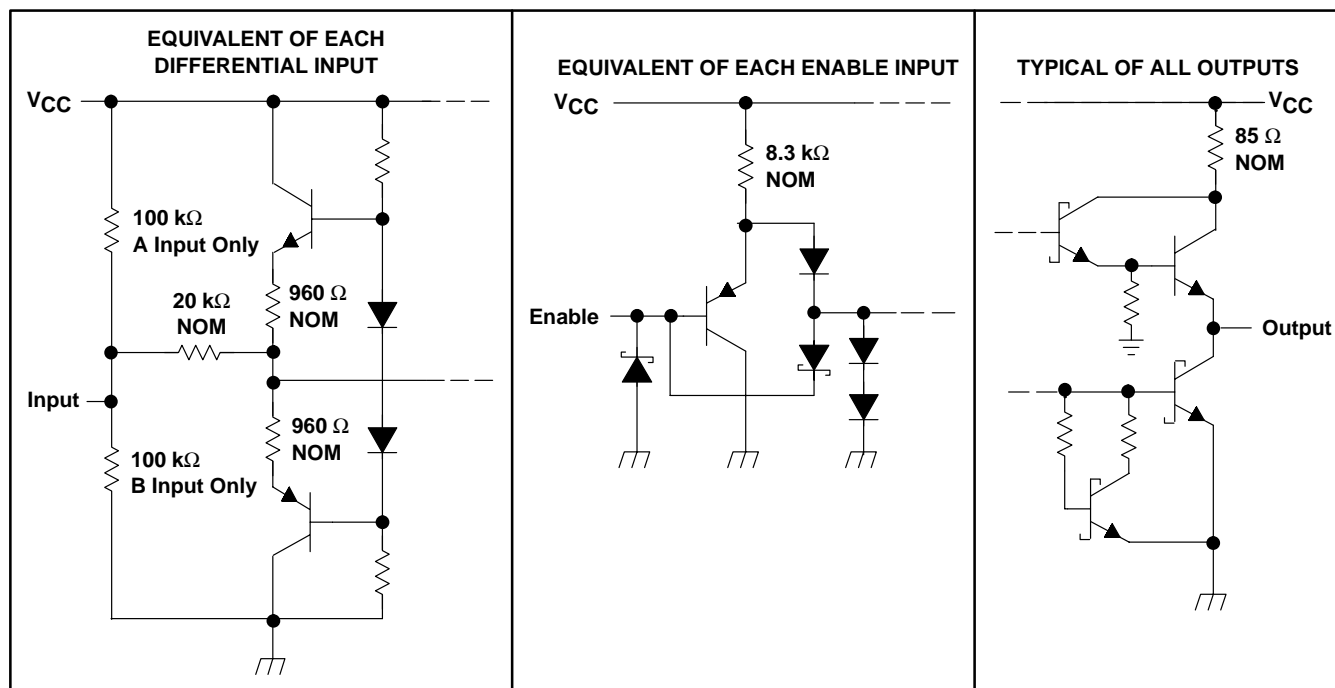 EQUIVALENT OF EACH
DIFFERENTIAL INPUT
VCC
100 kΩ
A Input Only
20 kΩ
NOM
960 Ω
NOM
Input
960 Ω
NOM
100 kΩ
B Input Only
EQUIVALENT OF EACH ENABLE INPUT
VCC
8.3 kΩ
NOM
Enable
TYPICAL OF ALL OUTPUTS
VCC
85 Ω
NOM
Output